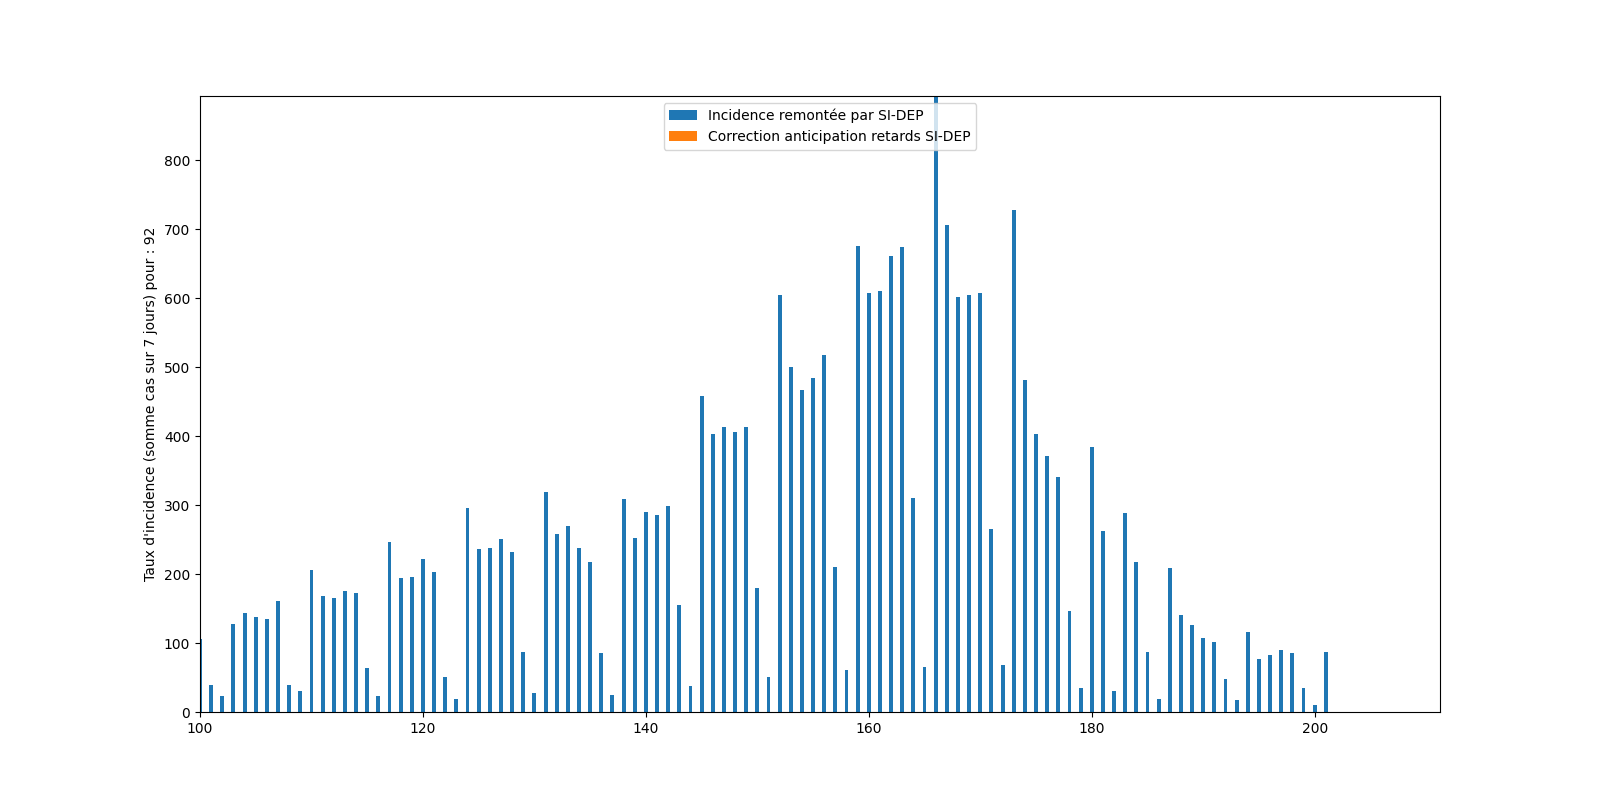 Incidence remontée par SI-DEP
Correction anticipation retards SI-DEP
Taux d'incidence (somme cas sur 7 jours) pour : 92
800
700
600
500
400
300
200
100
0
100 120 140 160 180 200